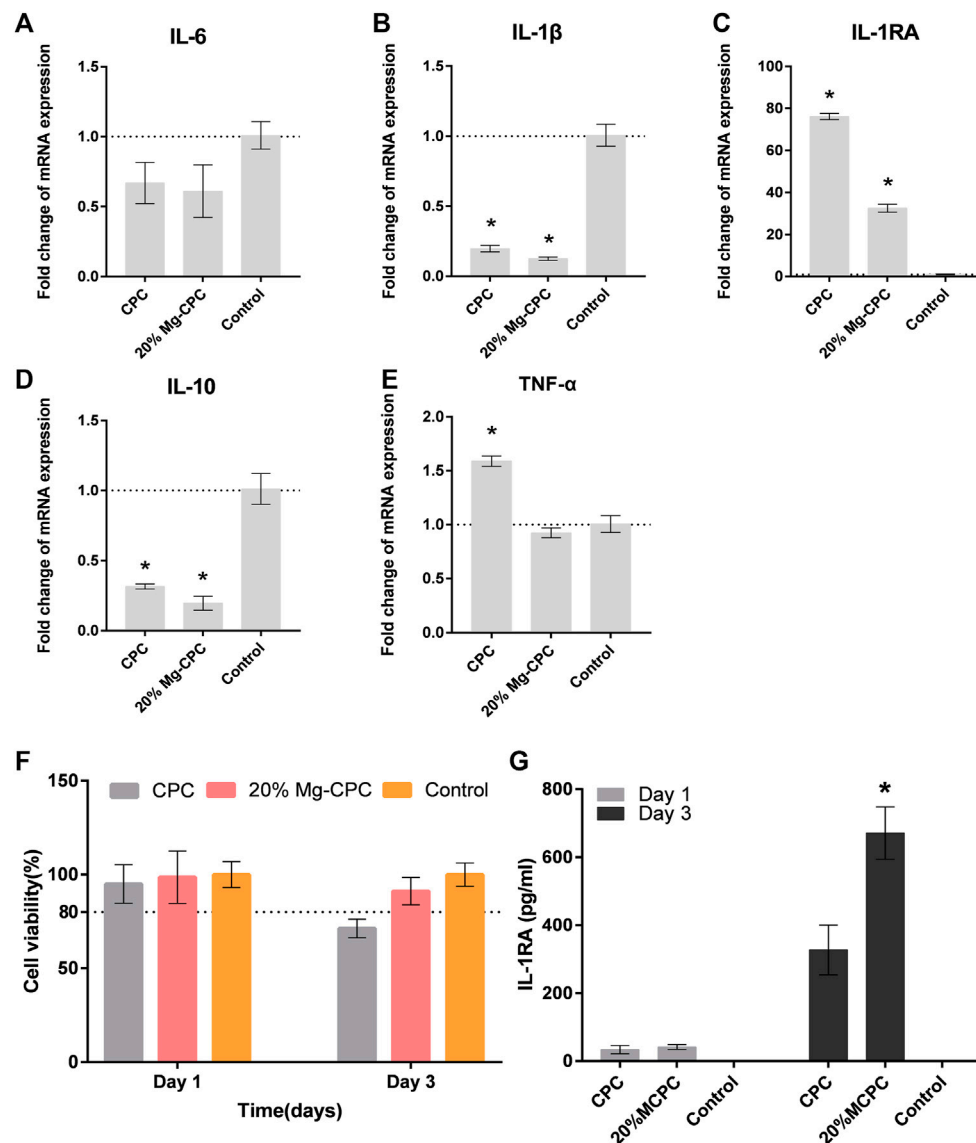 A
IL-6
Fold change of mRNA expression
1.5
1.0
0.5
0.0
CPC
20% Mg-CPC
Control
B
IL-1β
Fold change of mRNA expression
1.5
1.0
0.5
0.0
CPC
20% Mg-CPC
Control
C
IL-1RA
Fold change of mRNA expression
100
80
60
40
20
0
*
*
CPC
20% Mg-CPC
Control
D
IL-10
Fold change of mRNA expression
1.5
1.0
0.5
0.0
*
*
CPC
20% Mg-CPC
Control
E
TNF-α
Fold change of mRNA expression
2.0
1.5
1.0
0.5
0.0
*
CPC
20% Mg-CPC
Control
F
CPC 20% Mg-CPC Control
Cell viability(%)
150
100
80
50
0
Day 1 Day 3
Time(days)
G
Day 1
Day 3
IL-1RA (pg/ml)
800
600
400
200
0
*
CPC
20%MCPC
Control
CPC
20%MCPC
Control